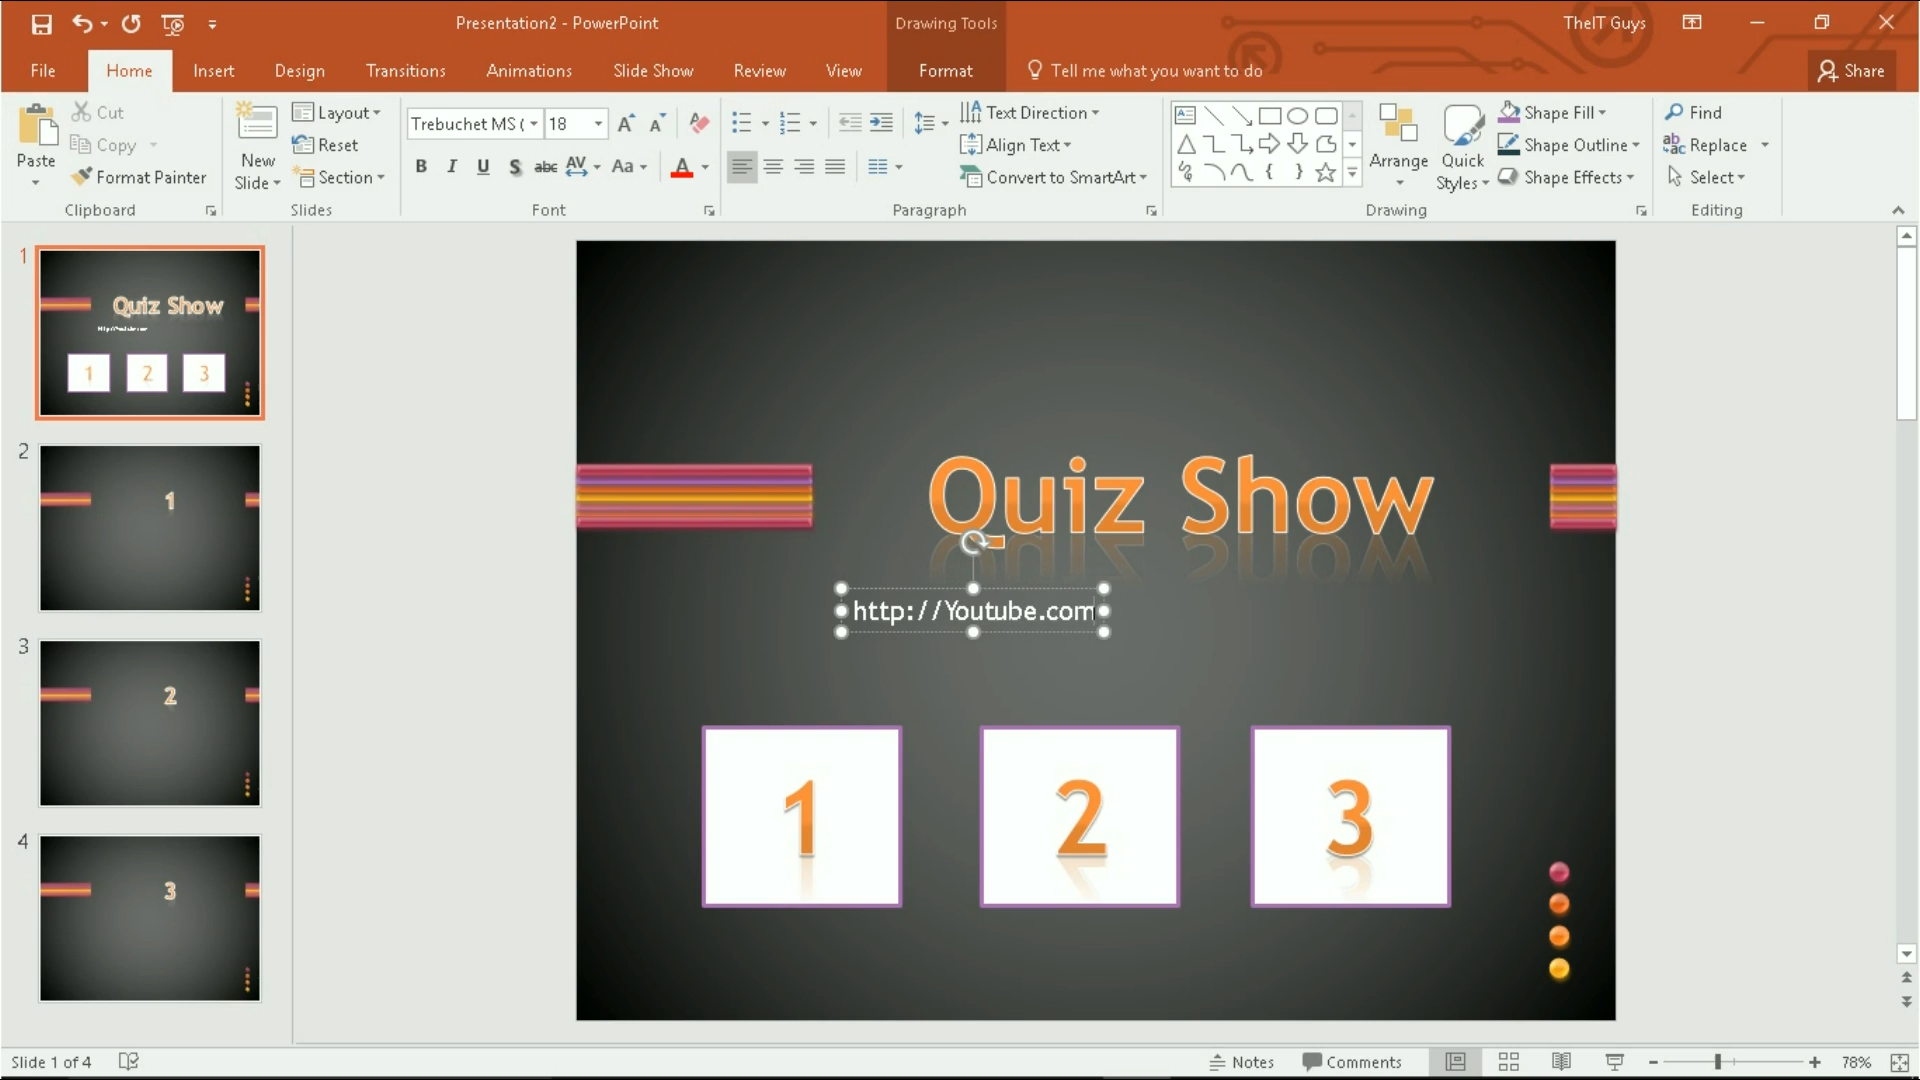 Presentation2 - PowerPoint
Drawing Tools
TheIT Guys
File
Home
Insert
Design
Transitions
Animations
Slide Show
Review
View
Format
Tell me what you want to do
Share
Paste
Cut
Copy
Format Painter
Clipboard
New
Slide
Layout
Reset
Section
Slides
Trebuchet MS (
18
B I U S abc AV Aa A
Font
Text Direction
Align Text
Convert to SmartArt
Paragraph
Arrange
Quick
Styles
Shape Fill
Shape Outline
Shape Effects
Drawing
Find
Replace
Select
Editing
1
Quiz Show
1 2 3
2
1
3
2
4
3
Quiz Show
http://Youtube.com
1 2 3
Slide 1 of 4
Notes
Comments
78%